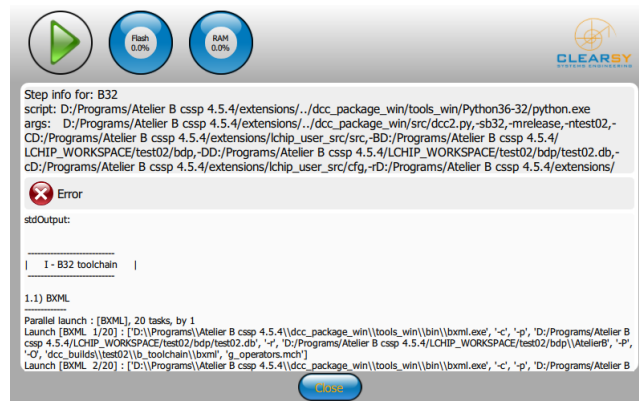 Flash
0.0%
RAM
0.0%
CLEARSY
SYSTEMS ENGINEERING
Step info for: B32
script: D:/Programs/Atelier B cssp 4.5.4/extensions/../dcc_package_win/tools_win/Python36-32/python.exe
args: D:/Programs/Atelier B cssp 4.5.4/extensions/../dcc_package_win/src/dcc2.py,-sb32,-mrelease,-ntest02,-
CD:/Programs/Atelier B cssp 4.5.4/extensions/lchip_user_src/src,-BD:/Programs/Atelier B cssp 4.5.4/
LCHIP_WORKSPACE/test02/bdp,-DD:/Programs/Atelier B cssp 4.5.4/LCHIP_WORKSPACE/test02/bdp/test02.db,-
cD:/Programs/Atelier B cssp 4.5.4/extensions/lchip_user_src/cfg,-rD:/Programs/Atelier B cssp 4.5.4/extensions/
Error
stdOutput:
---------------------------
| I - B32 toolchain |
---------------------------
1.1) BXML
-------------
Parallel launch : [BXML], 20 tasks, by 1
Launch [BXML 1/20] : ['D:\\Programs\\Atelier B cssp 4.5.4\\dcc_package_win\\tools_win\\bin\\bxml.exe', '-c', '-p', 'D:/Programs/Atelier B
cssp 4.5.4/LCHIP_WORKSPACE/test02/bdp/test02.db', '-r', 'D:/Programs/Atelier B cssp 4.5.4/LCHIP_WORKSPACE/test02/bdp\\AtelierB', '-P',
'-O', 'dcc_builds\\test02\\b_toolchain\\bxml', 'g_operators.mch']
Launch [BXML 2/20] : ['D:\\Programs\\Atelier B cssp 4.5.4\\dcc_package_win\\tools_win\\bin\\bxml.exe', '-c', '-p', 'D:/Programs/Atelier B
Close